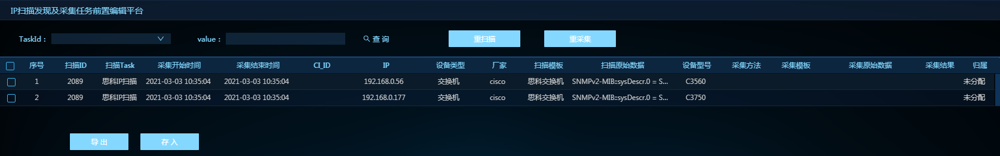 IP扫描发现及采集任务前置编辑平台
TaskId： value： 查 询 重扫描 重采集
序号 扫描ID 扫描Task 采集开始时间 采集结束时间 CI_ID IP 设备类型 厂家 扫描模板 扫描原始数据 设备型号 采集方法 采集模板 采集原始数据 采集结果 归属
1 2089 思科IP扫描 2021-03-03 10:35:04 2021-03-03 10:35:04 192.168.0.56 交换机 cisco 思科交换机 SNMPv2-MIB::sysDescr.0 = S... C3560 未分配
2 2089 思科IP扫描 2021-03-03 10:35:04 2021-03-03 10:35:04 192.168.0.177 交换机 cisco 思科交换机 SNMPv2-MIB::sysDescr.0 = S... C3750 未分配
导 出 存 入